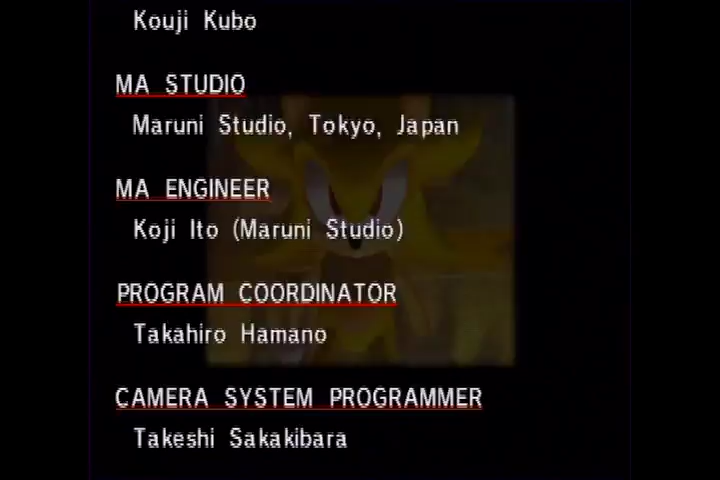 Kouji Kubo
MA STUDIO
Maruni Studio, Tokyo, Japan
MA ENGINEER
Koji Ito (Maruni Studio)
PROGRAM COORDINATOR
Takahiro Hamano
CAMERA SYSTEM PROGRAMMER
Takeshi Sakakibara